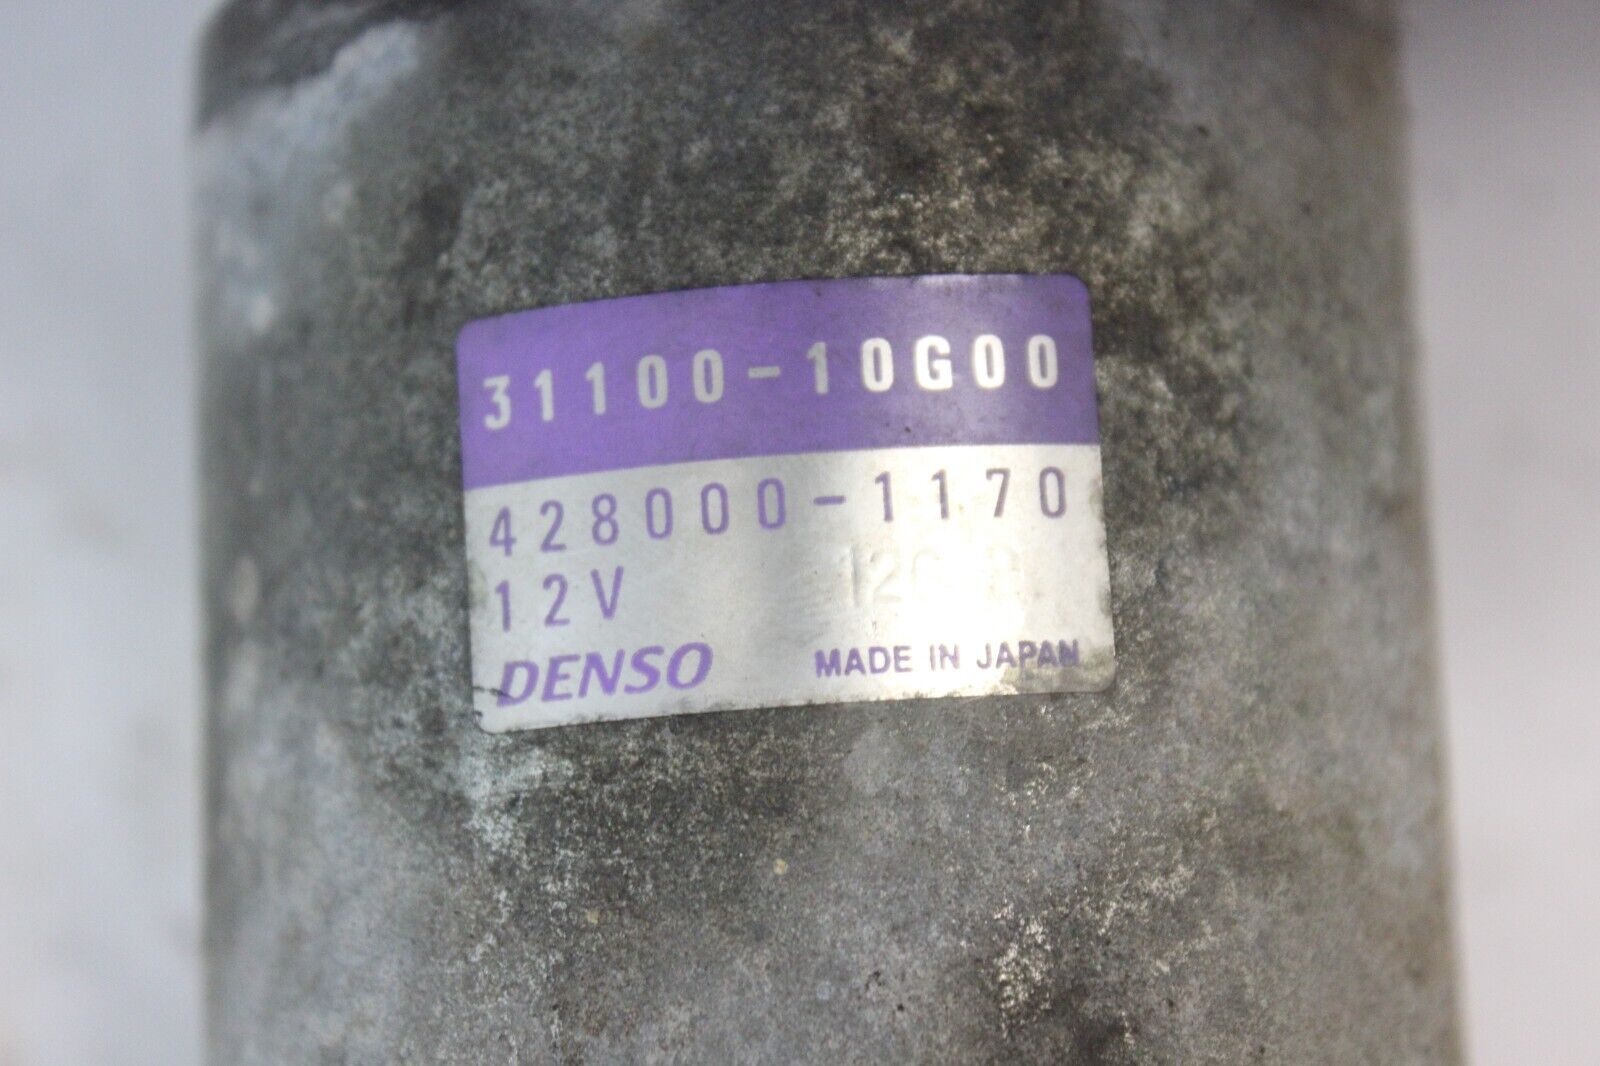 31100-10G00
428000-1170
12V
DENSO MADE IN JAPAN